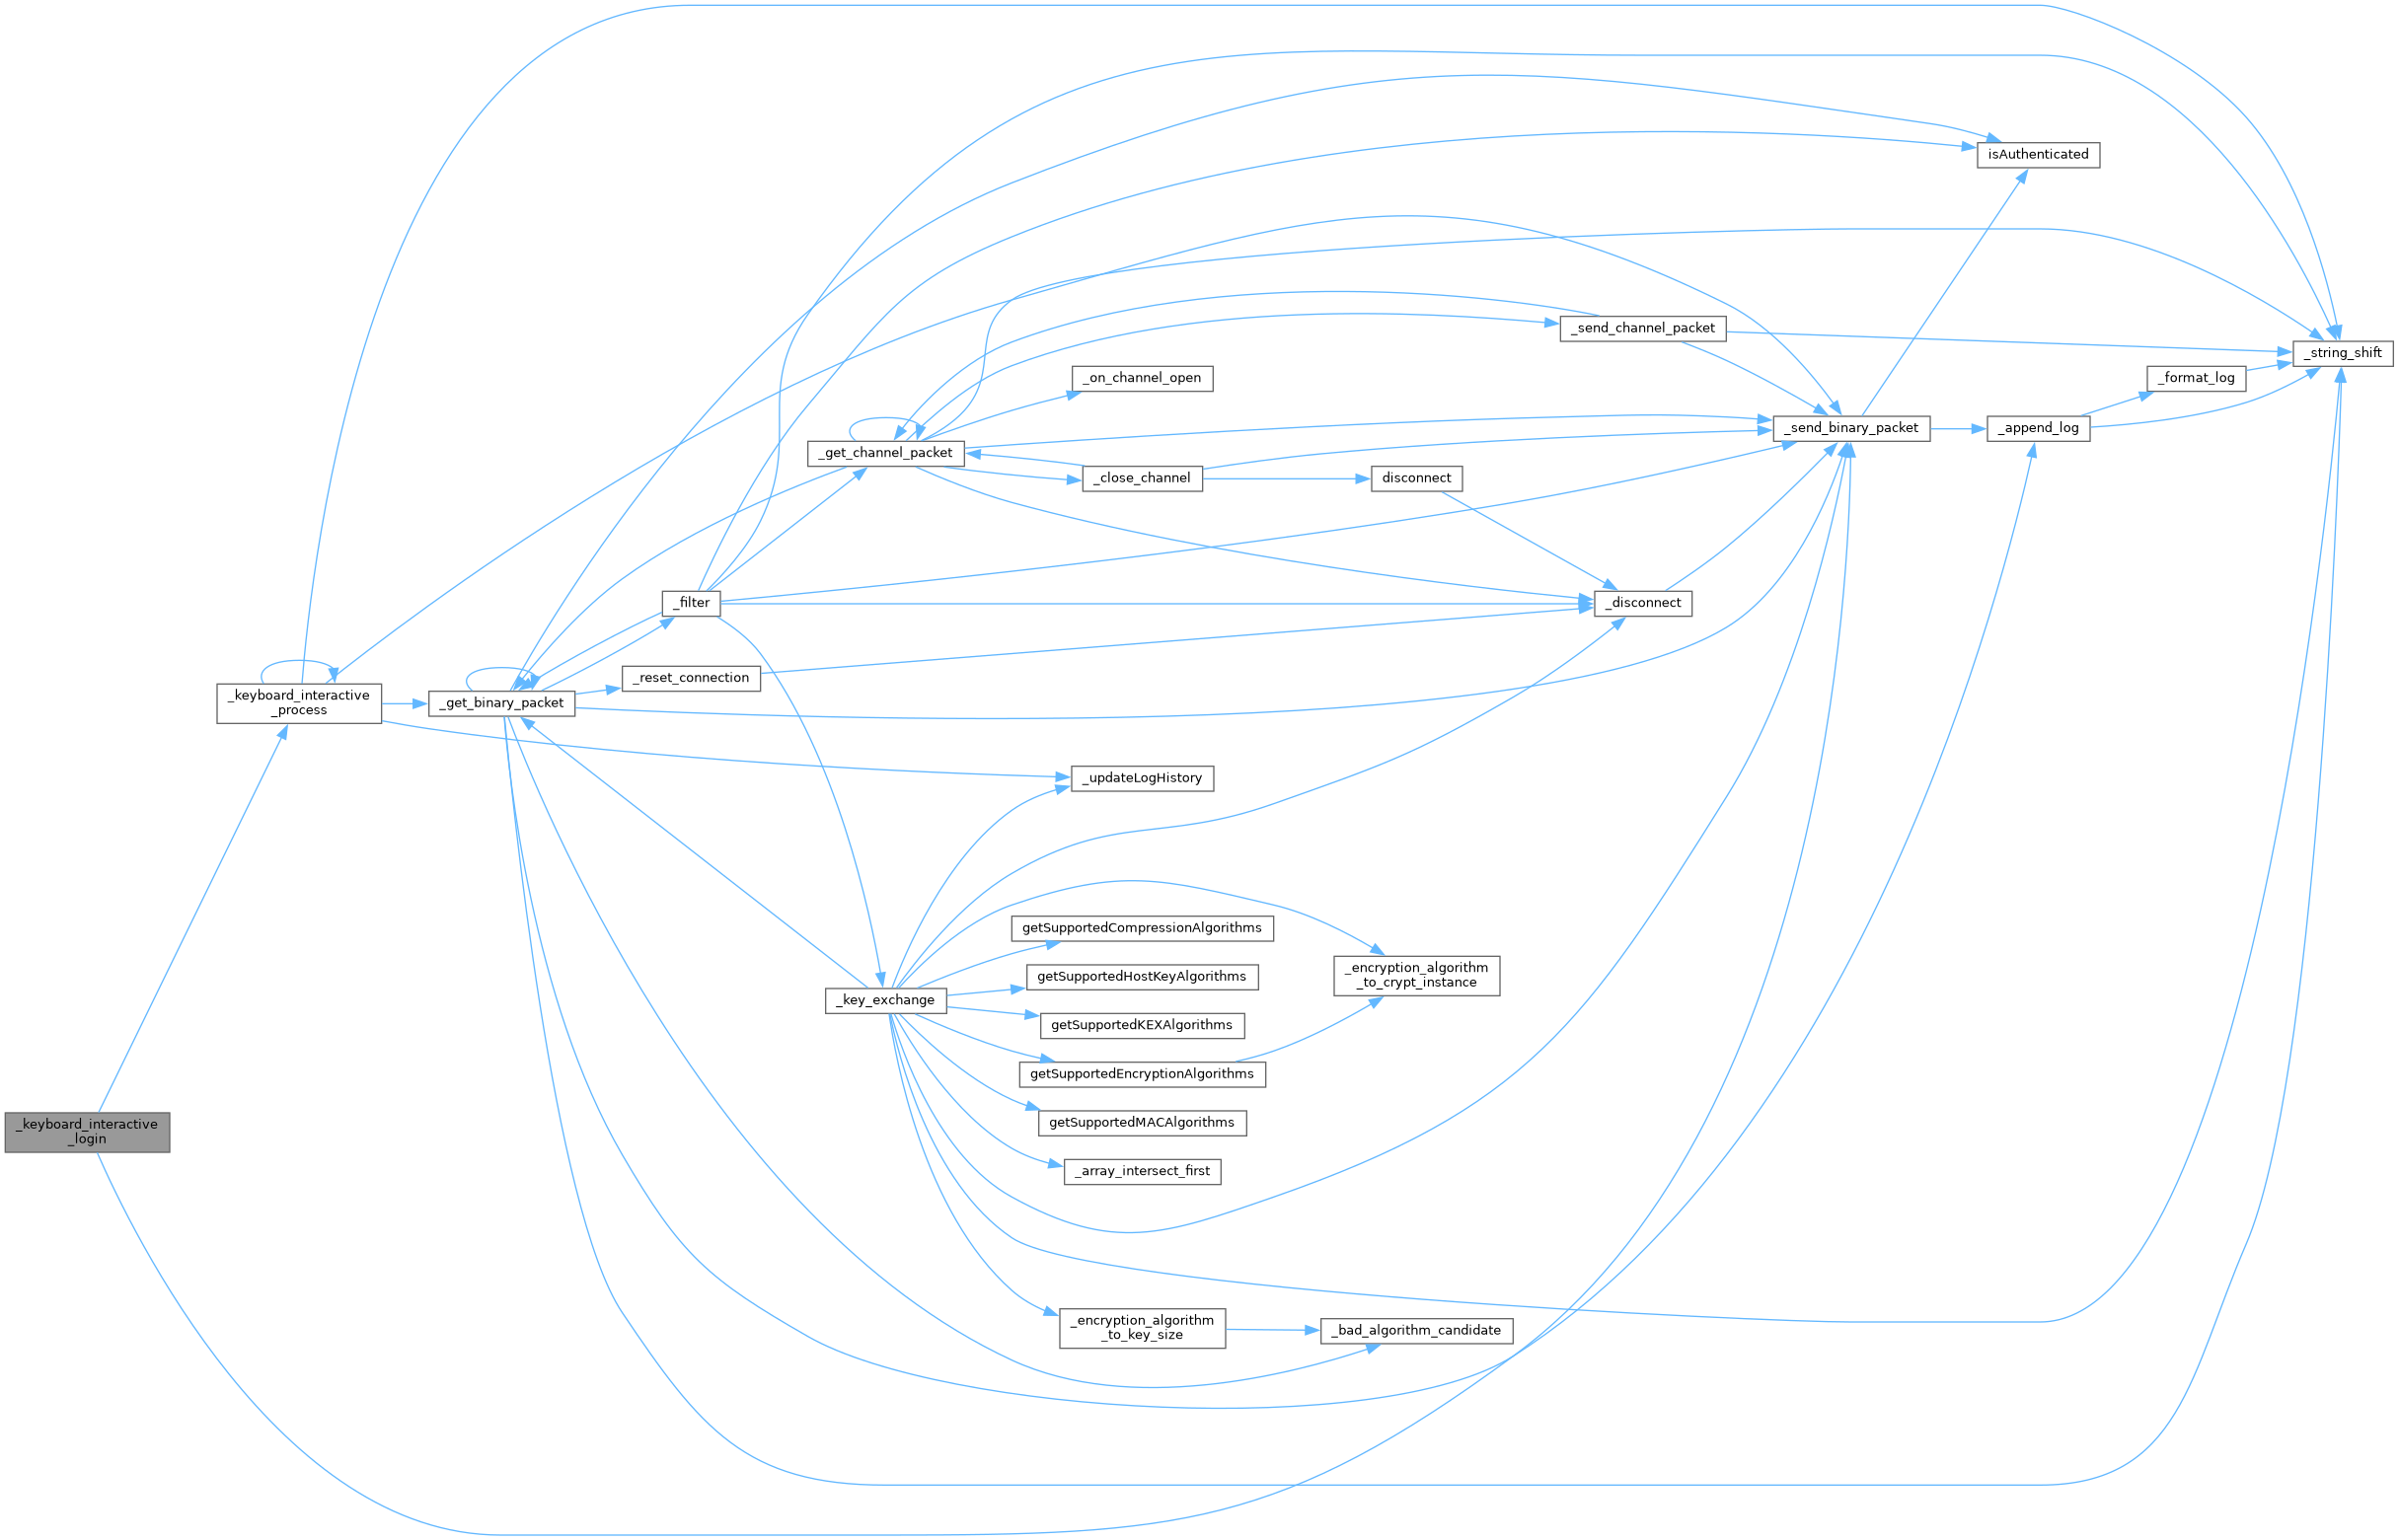 isAuthenticated
_send_channel_packet
_string_shift
_on_channel_open
_format_log
_send_binary_packet
_append_log
_get_channel_packet
_close_channel
disconnect
_filter
_disconnect
_reset_connection
_keyboard_interactive
_process
_get_binary_packet
_updateLogHistory
getSupportedCompressionAlgorithms
_encryption_algorithm
_to_crypt_instance
getSupportedHostKeyAlgorithms
_key_exchange
getSupportedKEXAlgorithms
getSupportedEncryptionAlgorithms
getSupportedMACAlgorithms
_keyboard_interactive
_login
_array_intersect_first
_encryption_algorithm
_to_key_size
_bad_algorithm_candidate